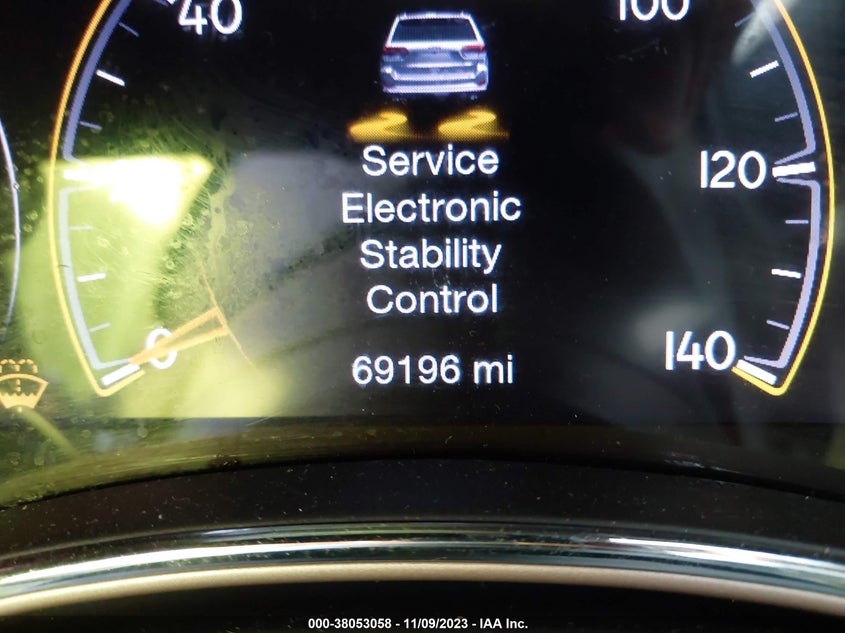 40
100
Service
120
Electronic
Stability
Control
0
140
69196 mi
000-38053058 - 11/09/2023 - IAA Inc.